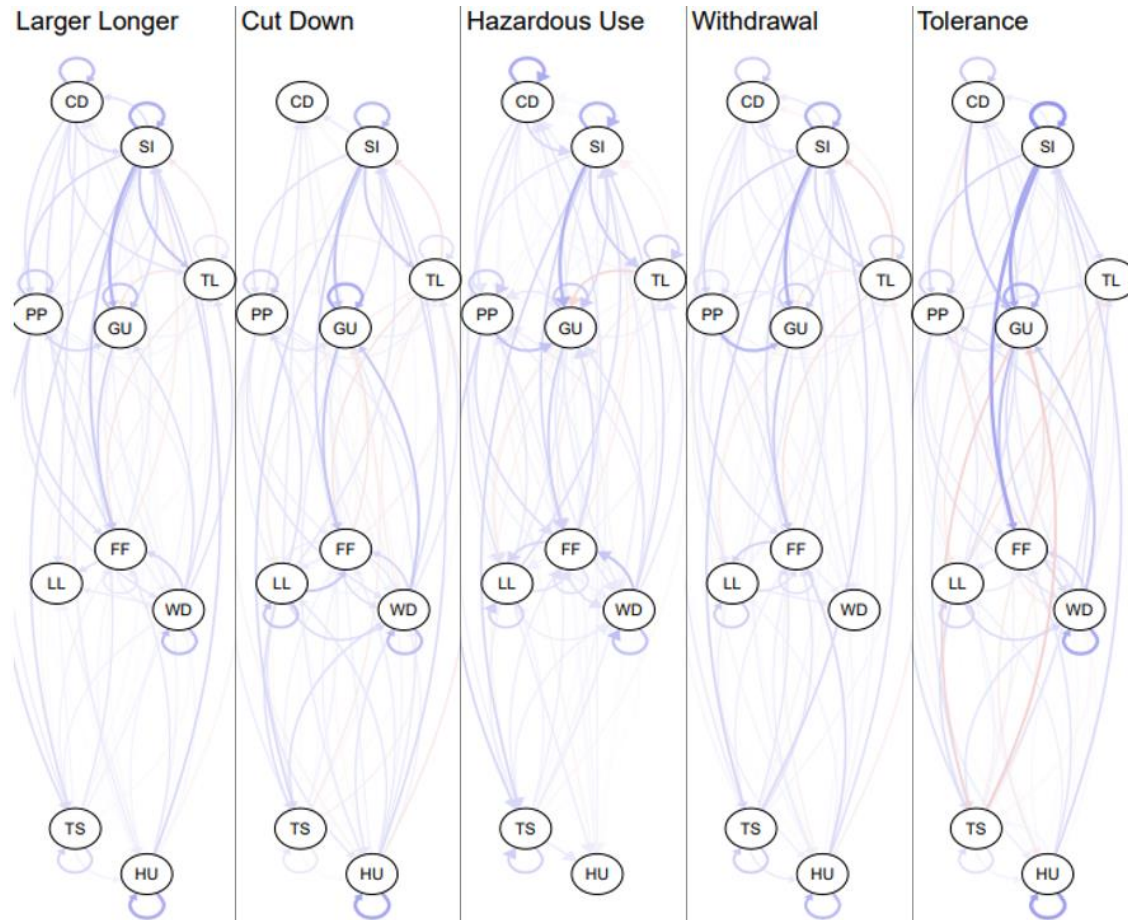 Larger Longer
Cut Down
Hazardous Use
Withdrawal
Tolerance
CD
SI
TL
PP
GU
FF
LL
WD
TS
HU
CD
SI
TL
PP
GU
FF
LL
WD
TS
HU
CD
SI
TL
PP
GU
FF
LL
WD
TS
HU
CD
SI
TL
PP
GU
FF
LL
WD
TS
HU
CD
SI
TL
PP
GU
FF
LL
WD
TS
HU